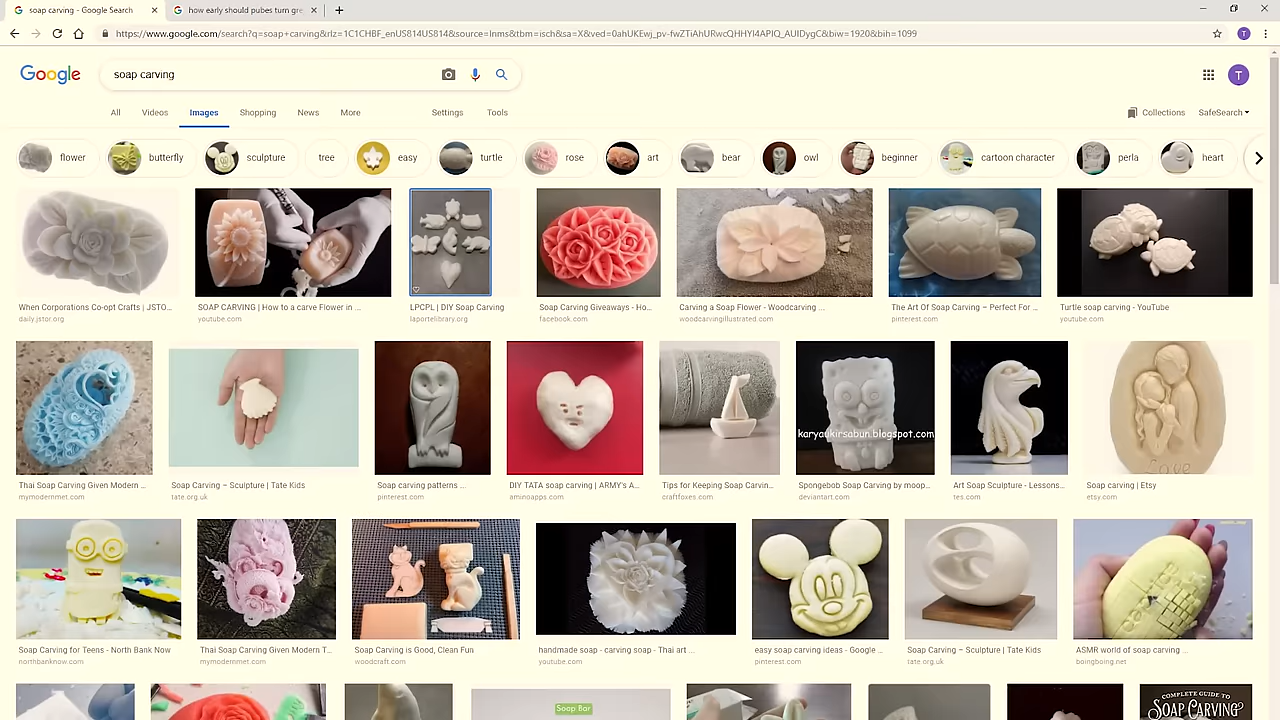 soap carving - Google Search
how early should pubes turn gre
https://www.google.com/search?q=soap+carving&rlz=1C1CHBF_enUS814US814&source=lnms&tbm=isch&sa=X&ved=0ahUKEwj_pv-fwZTiAhURwcQHHYI4APIQ_AUIDygC&biw=1920&bih=1099
T
Google
soap carving
T
All Videos Images Shopping News More Settings Tools
Collections SafeSearch
flower butterfly sculpture tree easy turtle rose art bear owl beginner cartoon character perla heart
When Corporations Co-opt Crafts | JSTO...
SOAP CARVING | How to a carve Flower in ...
LPCPL | DIY Soap Carving
Soap Carving Giveaways - Ho...
Carving a Soap Flower - Woodcarving ...
The Art Of Soap Carving – Perfect For ...
Turtle soap carving - YouTube
daily.jstor.org
youtube.com
laportelibrary.org
facebook.com
woodcarvingillustrated.com
pinterest.com
youtube.com
karyaukirsabun.blogspot.com
Love
Thai Soap Carving Given Modern ...
Soap Carving – Sculpture | Tate Kids
Soap carving patterns ...
DIY TATA soap carving | ARMY's A...
Tips for Keeping Soap Carvin...
Spongebob Soap Carving by moop...
Art Soap Sculpture - Lessons...
Soap carving | Etsy
mymodernmet.com
tate.org.uk
pinterest.com
aminoapps.com
craftfoxes.com
deviantart.com
tes.com
etsy.com
Soap Carving for Teens - North Bank Now
Thai Soap Carving Given Modern T...
Soap Carving is Good, Clean Fun
handmade soap - carving soap - Thai art ...
easy soap carving ideas - Google ...
Soap Carving – Sculpture | Tate Kids
ASMR world of soap carving ...
northbanknow.com
mymodernmet.com
woodcraft.com
youtube.com
pinterest.com
tate.org.uk
boingboing.net
Soap Bar
COMPLETE GUIDE TO
SOAP CARVING